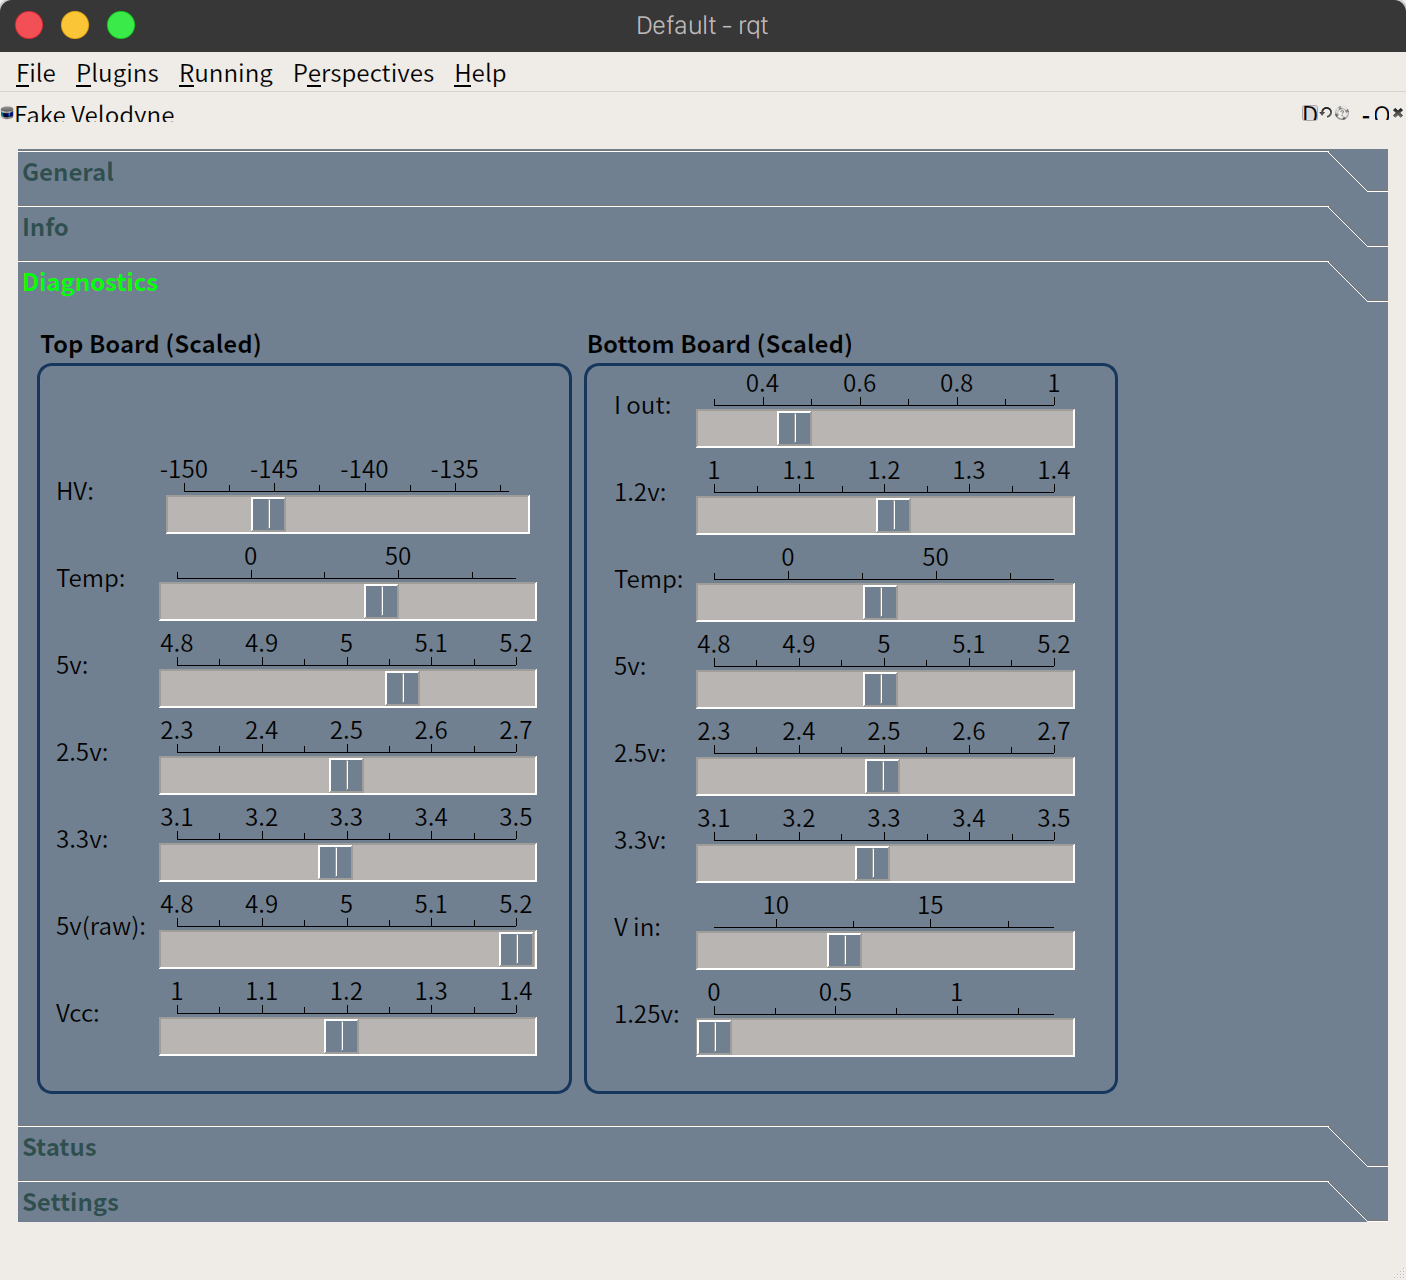 Default - rqt
File Plugins Running Perspectives Help
Fake Velodyne
General
Info
Diagnostics
Top Board (Scaled)
-150 -145 -140 -135
HV:
0 50
Temp:
4.8 4.9 5 5.1 5.2
5v:
2.3 2.4 2.5 2.6 2.7
2.5v:
3.1 3.2 3.3 3.4 3.5
3.3v:
4.8 4.9 5 5.1 5.2
5v(raw):
1 1.1 1.2 1.3 1.4
Vcc:
Bottom Board (Scaled)
0.4 0.6 0.8 1
I out:
1 1.1 1.2 1.3 1.4
1.2v:
0 50
Temp:
4.8 4.9 5 5.1 5.2
5v:
2.3 2.4 2.5 2.6 2.7
2.5v:
3.1 3.2 3.3 3.4 3.5
3.3v:
10 15
V in:
0 0.5 1
1.25v:
Status
Settings